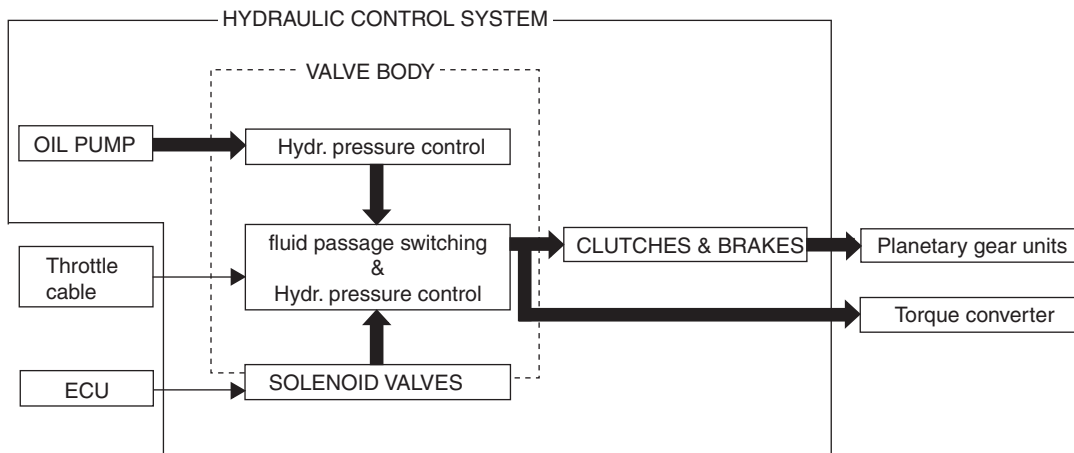 HYDRAULIC CONTROL SYSTEM
VALVE BODY
OIL PUMP
Hydr. pressure control
fluid passage switching
&
Hydr. pressure control
CLUTCHES & BRAKES
Planetary gear units
Throttle
cable
Torque converter
ECU
SOLENOID VALVES